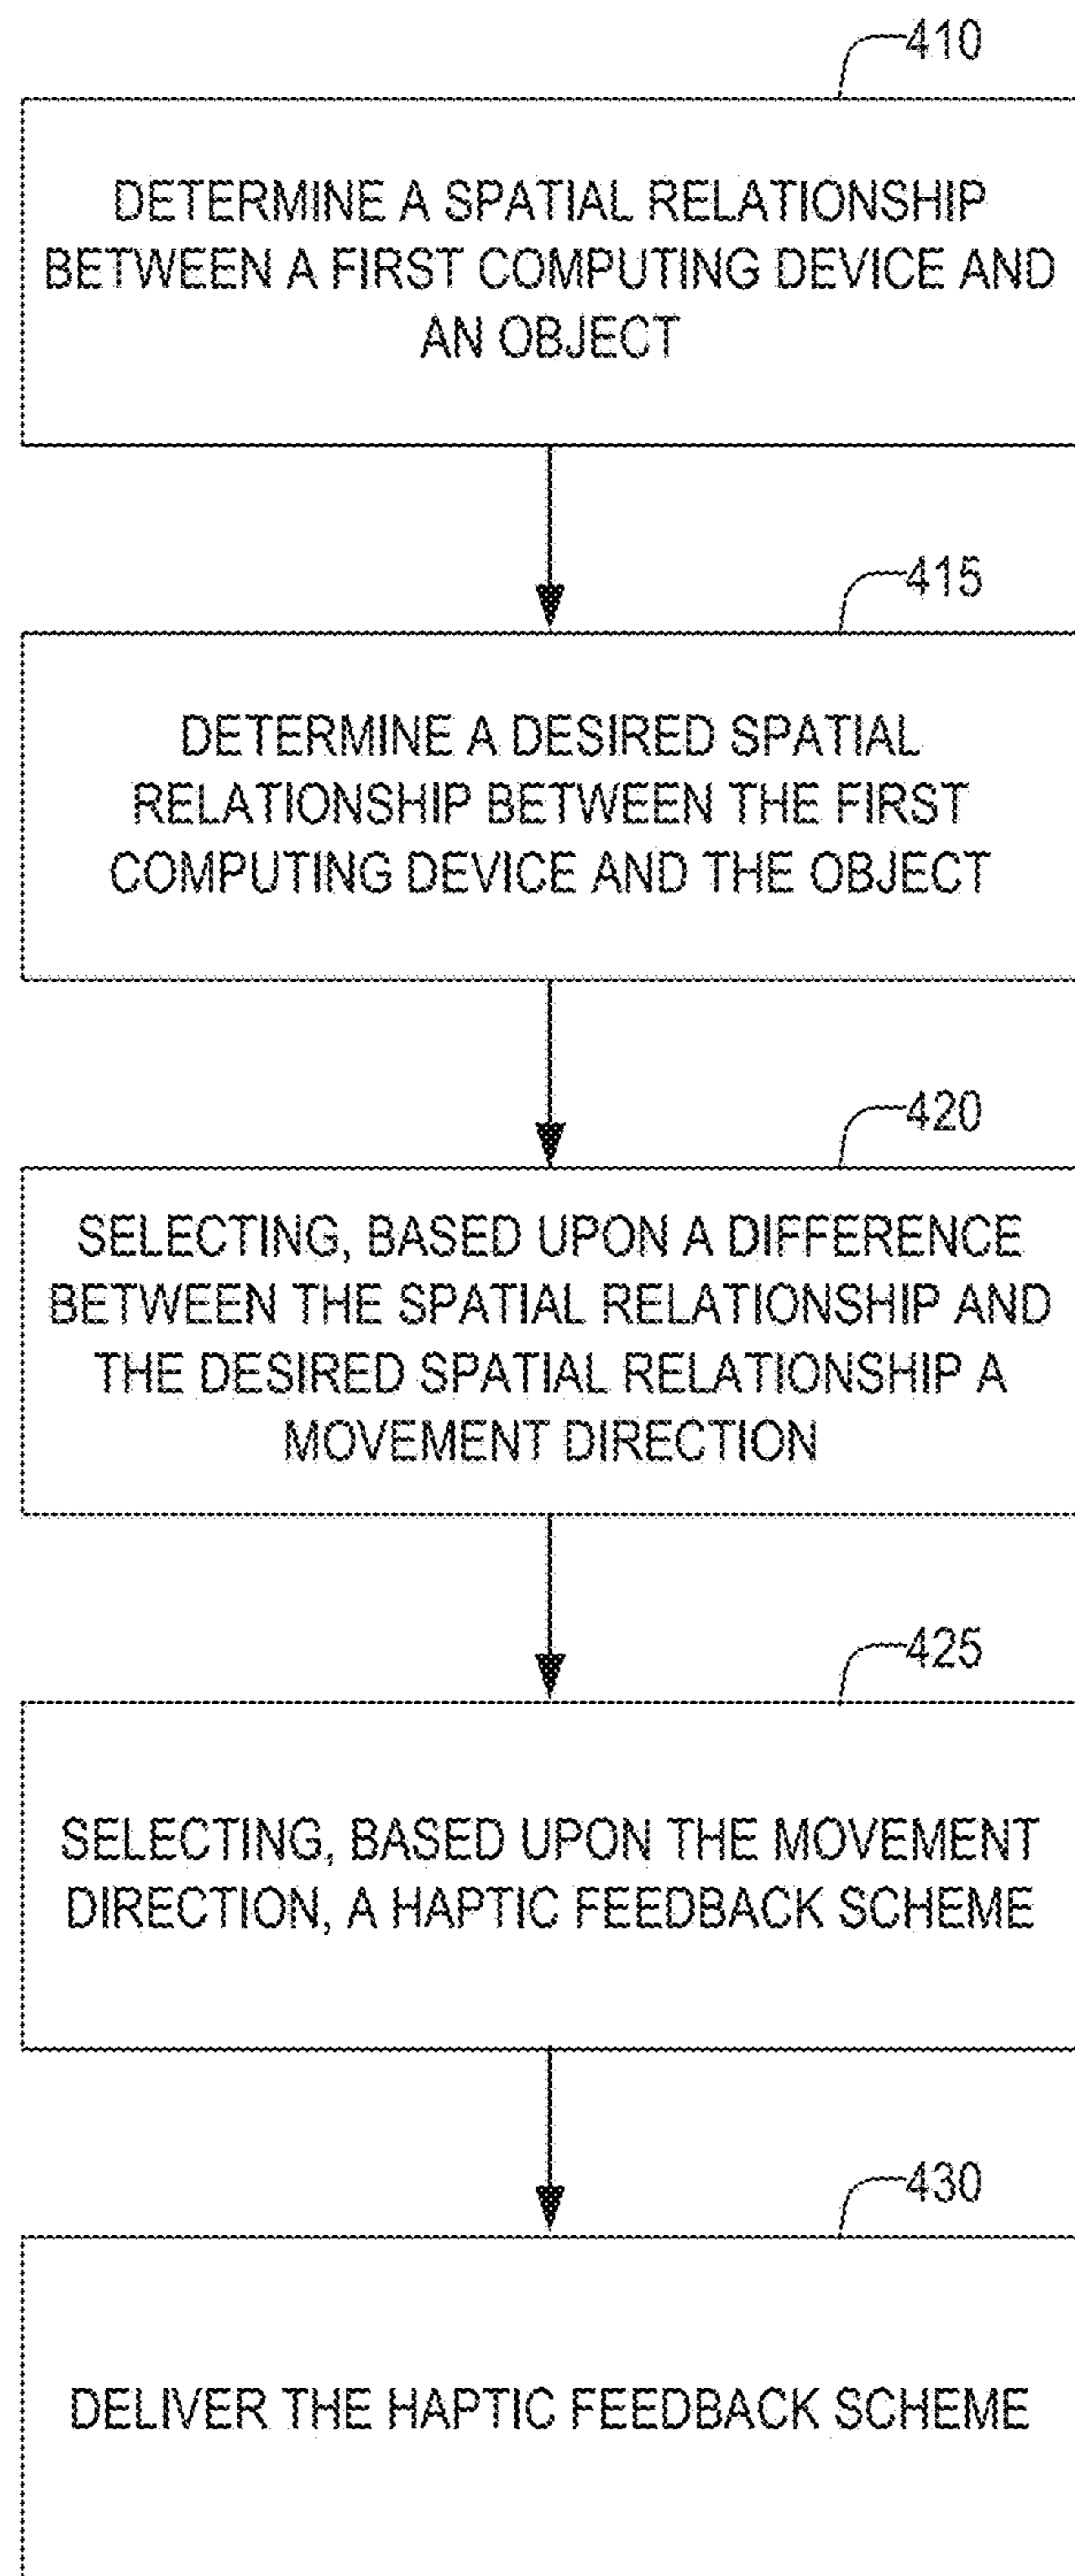 410
DETERMINE A SPATIAL RELATIONSHIP
BETWEEN A FIRST COMPUTING DEVICE AND
AN OBJECT
415
DETERMINE A DESIRED SPATIAL
RELATIONSHIP BETWEEN THE FIRST
COMPUTING DEVICE AND THE OBJECT
420
SELECTING, BASED UPON A DIFFERENCE
BETWEEN THE SPATIAL RELATIONSHIP AND
THE DESIRED SPATIAL RELATIONSHIP A
MOVEMENT DIRECTION
425
SELECTING, BASED UPON THE MOVEMENT
DIRECTION, A HAPTIC FEEDBACK SCHEME
430
DELIVER THE HAPTIC FEEDBACK SCHEME